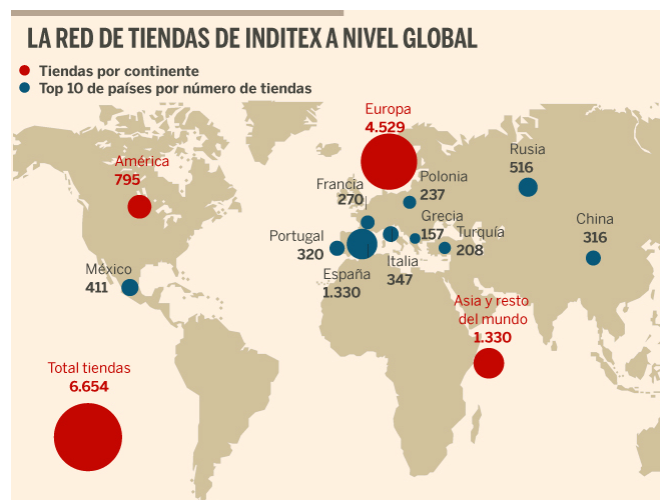 LA RED DE TIENDAS DE INDITEX A NIVEL GLOBAL
Tiendas por continente
Top 10 de países por número de tiendas
Europa
4.529
América
795
Rusia
516
Francia
270
Polonia
237
Grecia
157
Turquía
208
China
316
Portugal
320
España
1.330
Italia
347
México
411
Asia y resto
del mundo
1.330
Total tiendas
6.654